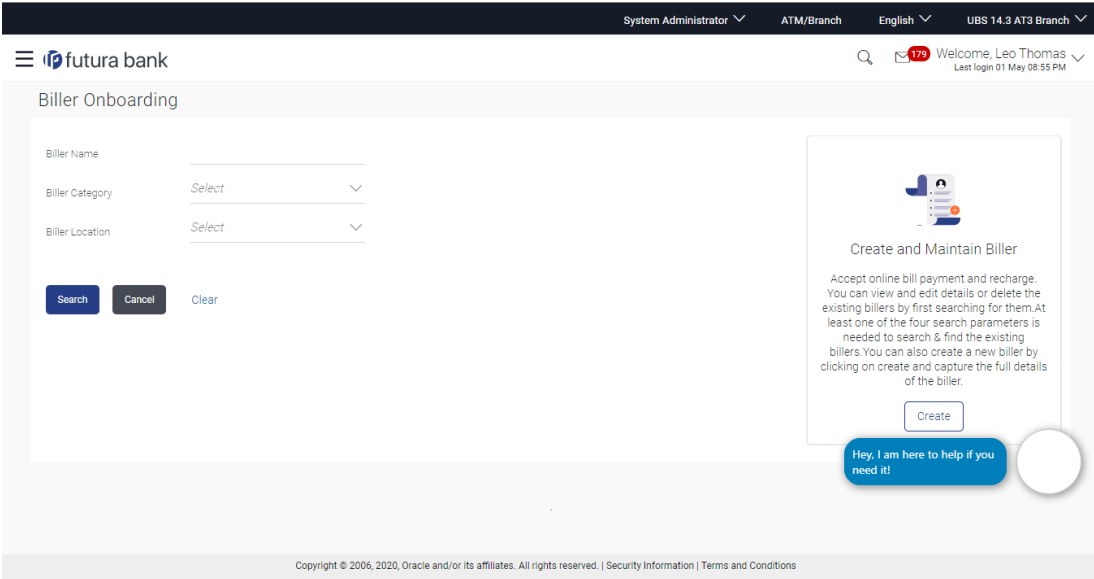 System Administrator ATM/Branch English UBS 14.3 AT3 Branch
futura bank 179 Welcome, Leo Thomas
Last login 01 May 08:55 PM
Biller Onboarding
Biller Name
Biller Category Select
Biller Location Select
Search Cancel Clear
Create and Maintain Biller
Accept online bill payment and recharge.
You can view and edit details or delete the
existing billers by first searching for them.At
least one of the four search parameters is
needed to search & find the existing
billers.You can also create a new biller by
clicking on create and capture the full details
of the biller.
Create
Hey, I am here to help if you
need it!
Copyright © 2006, 2020, Oracle and/or its affiliates. All rights reserved. | Security Information | Terms and Conditions